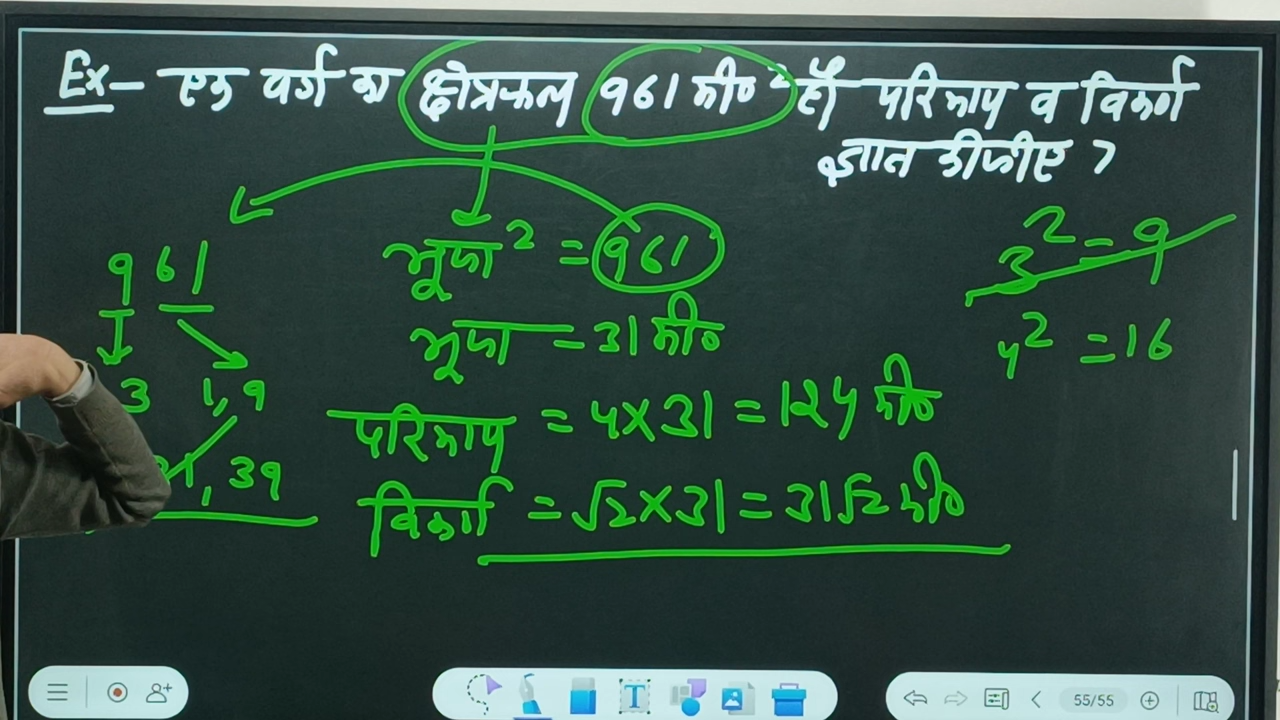 Ex- एक वर्ग का क्षेत्रफल 961 मी० ² है। परिमाप व विकर्ण
ज्ञात कीजीए ?
961
3 1, 9
31, 39
भुजा ² = 961
भुजा = 31 मी०
परिमाप = 4 × 31 = 124 मी०
विकर्ण = √2 × 31 = 31√2 मी०
3² = 9
4² = 16
55/55